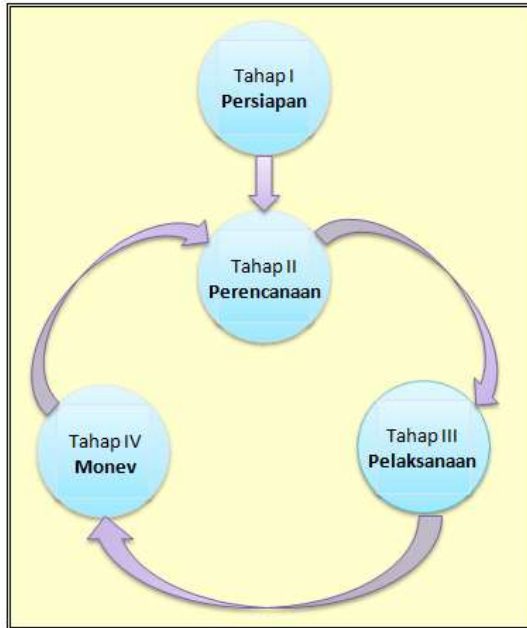 Tahap I
Persiapan
Tahap II
Perencanaan
Tahap III
Pelaksanaan
Tahap IV
Monev